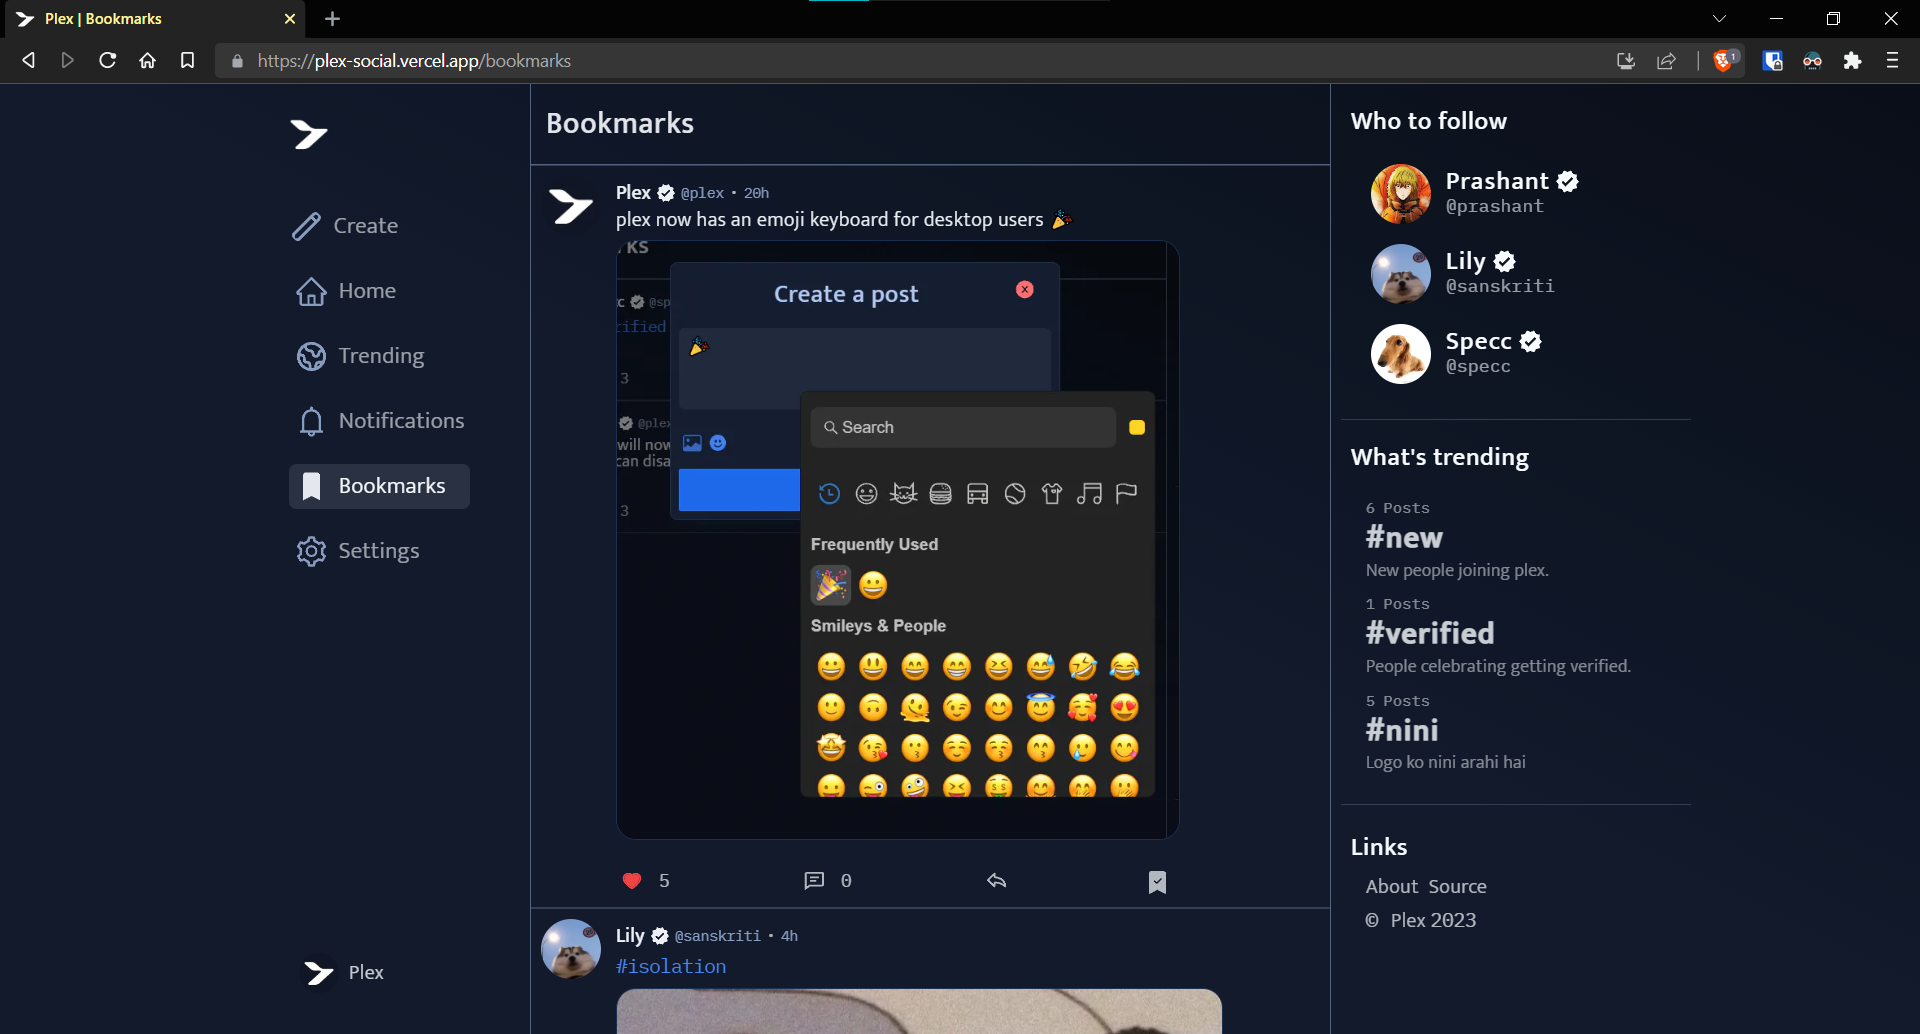 Plex | Bookmarks
https://plex-social.vercel.app/bookmarks
1
Create
Home
Trending
Notifications
Bookmarks
Settings
Plex
Bookmarks
Plex @plex • 20h
plex now has an emoji keyboard for desktop users 🎉
RKS
Create a post
c @sp
rified
🎉
3
@plex
will now
can disa
3
Search
Frequently Used
🎉 😀
Smileys & People
5
0
Lily @sanskriti • 4h
#isolation
Who to follow
Prashant
@prashant
Lily
@sanskriti
Specc
@specc
What's trending
6 Posts
#new
New people joining plex.
1 Posts
#verified
People celebrating getting verified.
5 Posts
#nini
Logo ko nini arahi hai
Links
About Source
© Plex 2023